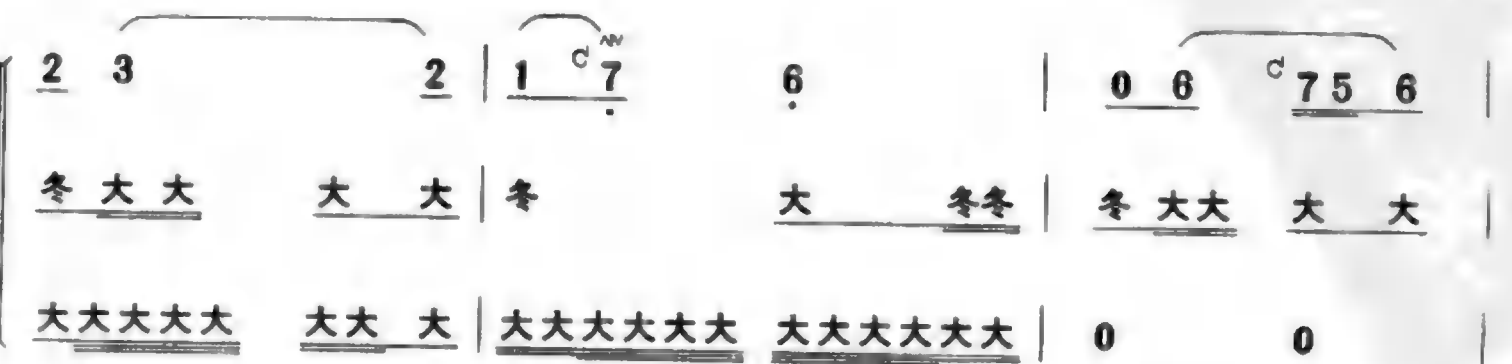 2 3 2 | 1 C 7 6 | 0 6 C 7 5 6 |
冬 大 大 大 大 | 冬 大 冬冬 | 冬 大大 大 大 |
大大大大大 大大 大 | 大大大大大大 大大大大大大 | 0 0 |